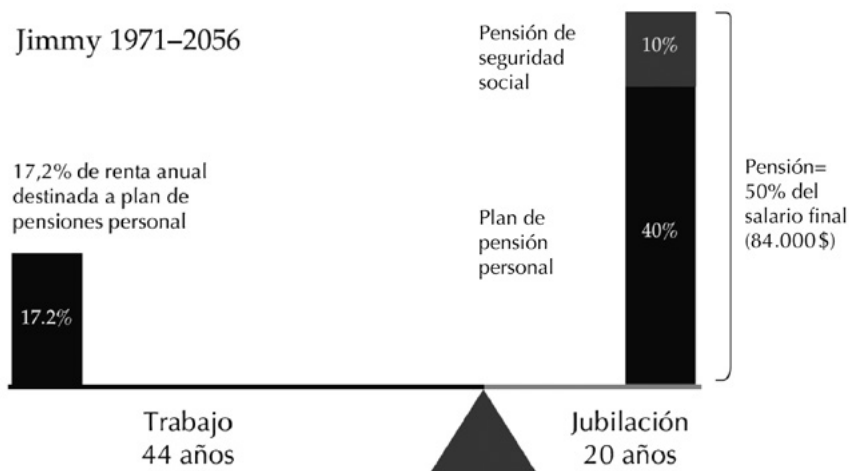 Jimmy 1971–2056
17,2% de renta anual
destinada a plan de
pensiones personal
17.2%
Pensión de
seguridad
social
10%
Plan de
pensión
personal
40%
Pensión=
50% del
salario final
(84.000 $)
Trabajo
44 años
Jubilación
20 años